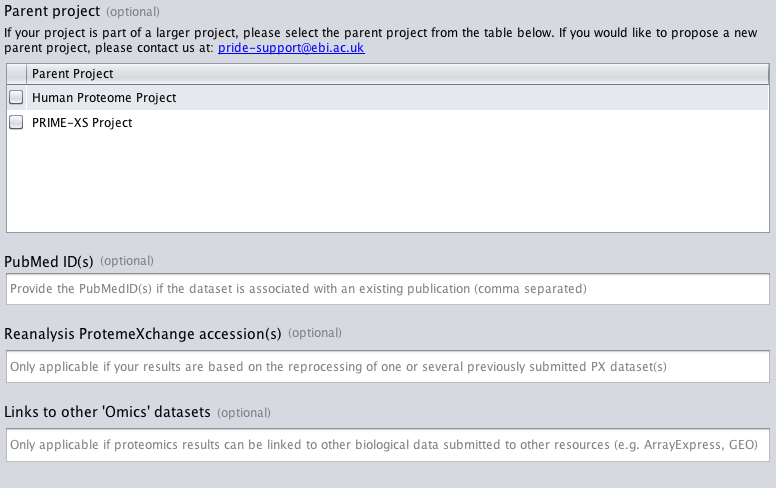 Parent project (optional)
If your project is part of a larger project, please select the parent project from the table below. If you would like to propose a new
parent project, please contact us at: pride-support@ebi.ac.uk
Parent Project
Human Proteome Project
PRIME-XS Project
PubMed ID(s) (optional)
Provide the PubMedID(s) if the dataset is associated with an existing publication (comma separated)
Reanalysis ProtemeXchange accession(s) (optional)
Only applicable if your results are based on the reprocessing of one or several previously submitted PX dataset(s)
Links to other 'Omics' datasets (optional)
Only applicable if proteomics results can be linked to other biological data submitted to other resources (e.g. ArrayExpress, GEO)